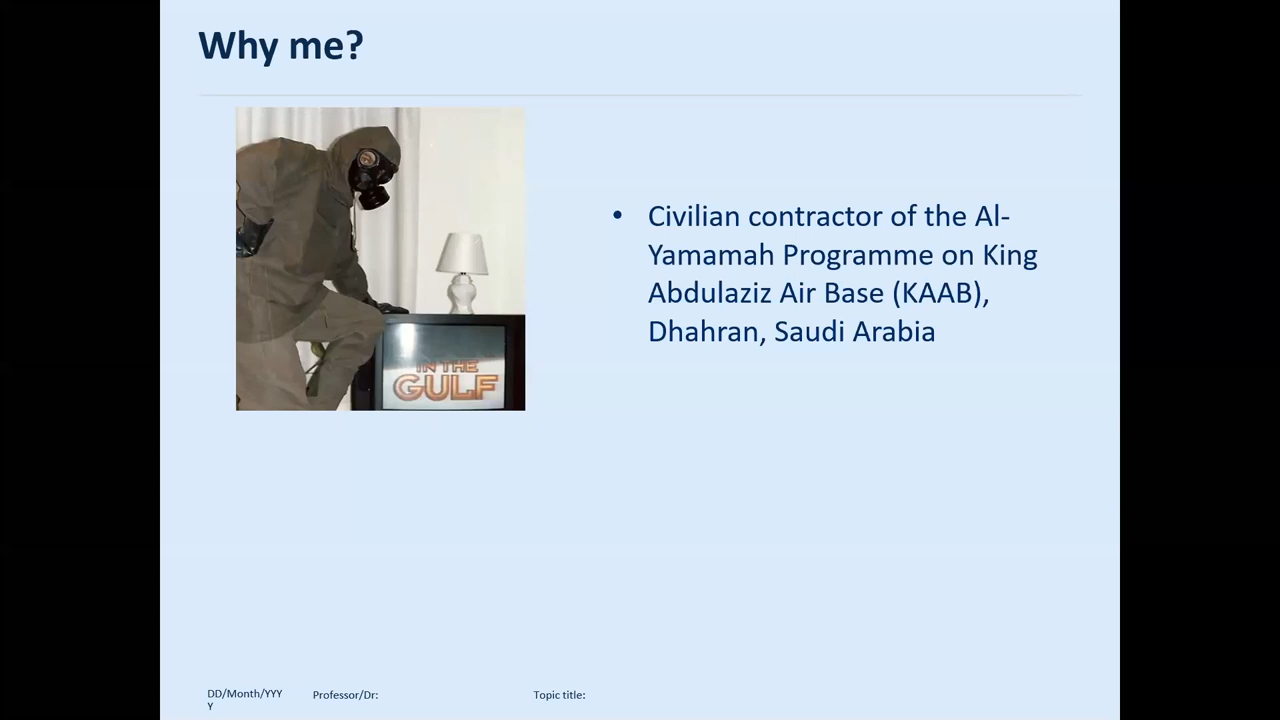 Why me?
IN THE
GULF
• Civilian contractor of the Al-
Yamamah Programme on King
Abdulaziz Air Base (KAAB),
Dhahran, Saudi Arabia
DD/Month/YYY
Y
Professor/Dr:
Topic title: